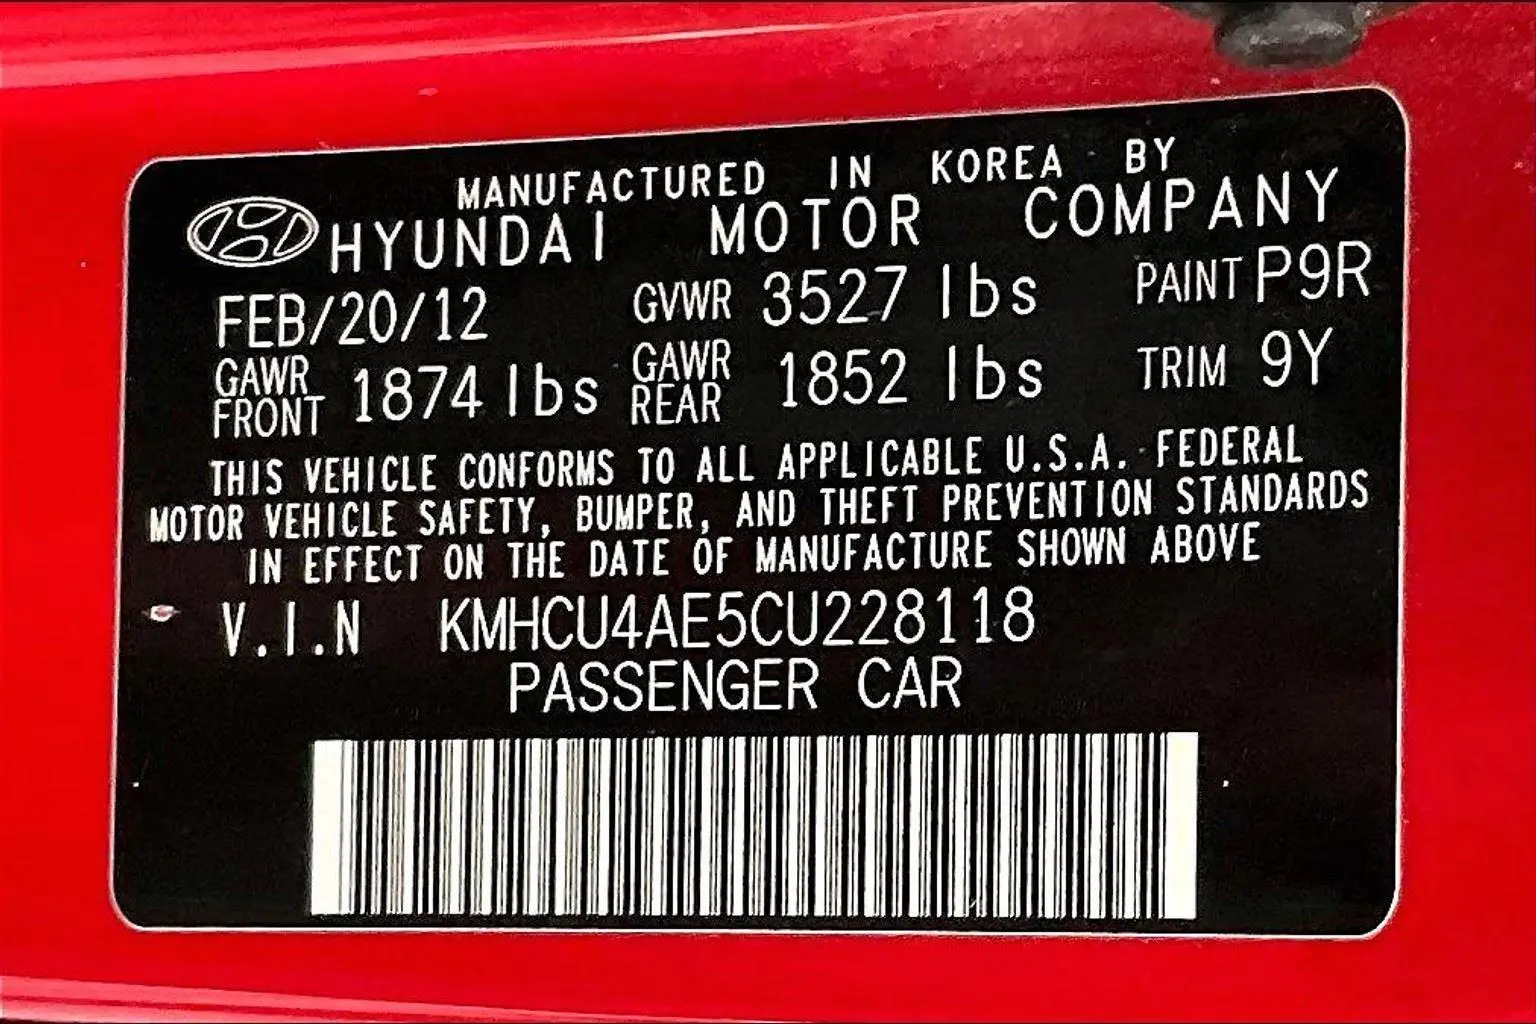 MANUFACTURED IN KOREA BY
HYUNDAI MOTOR COMPANY
FEB/20/12 GVWR 3527 lbs PAINT P9R
GAWR FRONT 1874 lbs GAWR REAR 1852 lbs TRIM 9Y
THIS VEHICLE CONFORMS TO ALL APPLICABLE U.S.A. FEDERAL
MOTOR VEHICLE SAFETY, BUMPER, AND THEFT PREVENTION STANDARDS
IN EFFECT ON THE DATE OF MANUFACTURE SHOWN ABOVE
V.I.N KMHCU4AE5CU228118
PASSENGER CAR